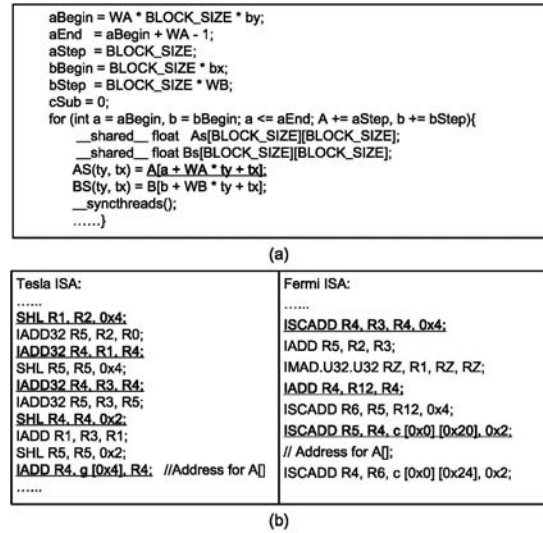 aBegin = WA * BLOCK_SIZE * by;
aEnd = aBegin + WA - 1;
aStep = BLOCK_SIZE;
bBegin = BLOCK_SIZE * bx;
bStep = BLOCK_SIZE * WB;
cSub = 0;
for (int a = aBegin, b = bBegin; a <= aEnd; A += aStep, b += bStep){
__shared__ float As[BLOCK_SIZE][BLOCK_SIZE];
__shared__ float Bs[BLOCK_SIZE][BLOCK_SIZE];
AS(ty, tx) = A[a + WA * ty + tx];
BS(ty, tx) = B[b + WB * ty + tx];
__syncthreads();
......}
(a)
Tesla ISA:
......
SHL R1, R2, 0x4;
IADD32 R5, R2, R0;
IADD32 R4, R1, R4;
SHL R5, R5, 0x4;
IADD32 R4, R3, R4;
IADD32 R5, R3, R5;
SHL R4, R4, 0x2;
IADD R1, R3, R1;
SHL R5, R5, 0x2;
IADD R4, g [0x4], R4; //Address for A[]
......
Fermi ISA:
......
ISCADD R4, R3, R4, 0x4;
IADD R5, R2, R3;
IMAD.U32.U32 RZ, R1, RZ, RZ;
IADD R4, R12, R4;
ISCADD R6, R5, R12, 0x4;
ISCADD R5, R4, c [0x0] [0x20], 0x2;
// Address for A[];
ISCADD R4, R6, c [0x0] [0x24], 0x2;
(b)